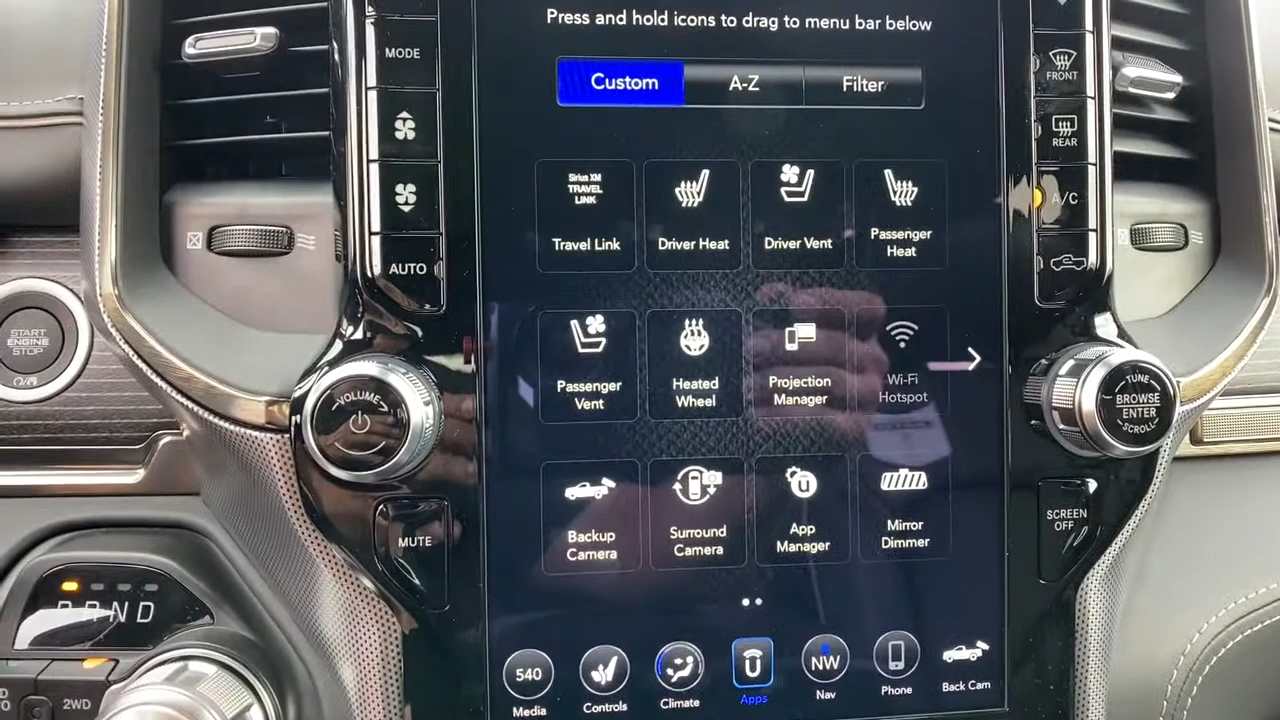 Press and hold icons to drag to menu bar below
Custom
A-Z
Filter
MODE
FRONT
REAR
A/C
AUTO
Sirius XM
TRAVEL
LINK
Travel Link
Driver Heat
Driver Vent
Passenger
Heat
Passenger
Vent
Heated
Wheel
Projection
Manager
Wi-Fi
Hotspot
Backup
Camera
Surround
Camera
App
Manager
Mirror
Dimmer
START
ENGINE
STOP
VOLUME
TUNE
BROWSE
ENTER
SCROLL
MUTE
SCREEN
OFF
P R N D
2WD
540
Media
Controls
Climate
Apps
NW
Nav
Phone
Back Cam